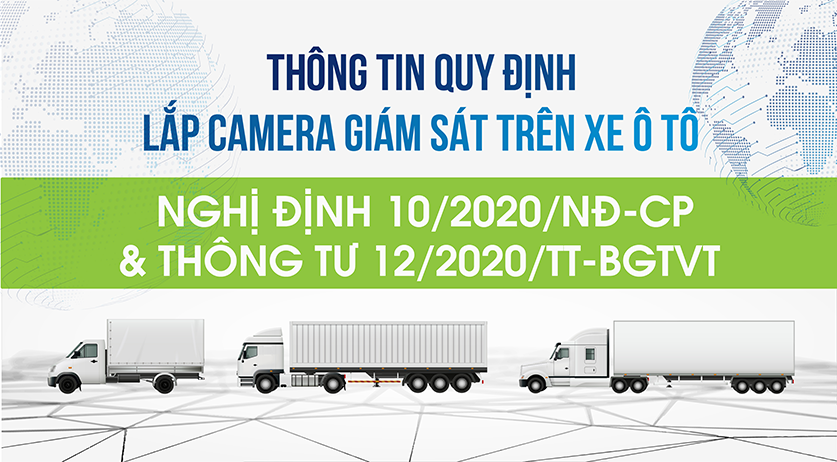 THÔNG TIN QUY ĐỊNH
LẮP CAMERA GIÁM SÁT TRÊN XE Ô TÔ
NGHỊ ĐỊNH 10/2020/NĐ-CP
& THÔNG TƯ 12/2020/TT-BGTVT